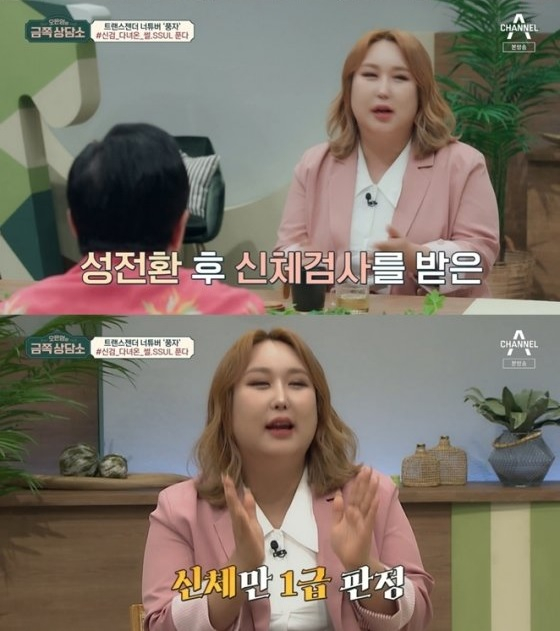 오은영의
금쪽 상담소
트랜스젠더 너튜버 '풍자'
#신검_다녀온_썰.SSUL 푼다
CHANNEL
A
본방송
성전환 후 신체검사를 받은
오은영의
금쪽 상담소
트랜스젠더 너튜버 '풍자'
#신검_다녀온_썰.SSUL 푼다
CHANNEL
A
본방송
신체만 1급 판정